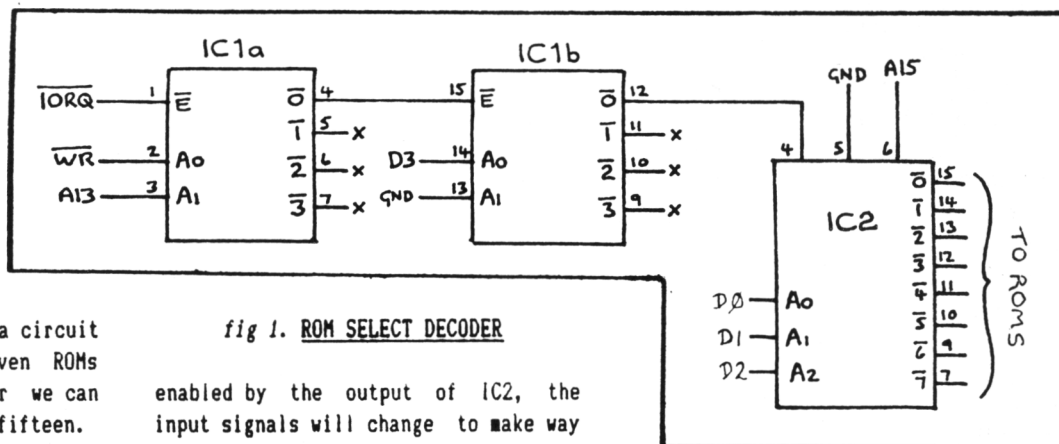 IC1a
IC1b
IORQ 1 E 0 4
1 5 x
WR 2 A0 2 6 x
A13 3 A1 3 7 x
15 E 0 12
1 11 x
D3 14 A0 2 10 x
GND 13 A1 3 9 x
GND A15
4 5 6
IC2
0 15
1 14
2 13
3 12
4 11
5 10
6 9
7 7
DØ A0
D1 A1
D2 A2
TO ROMS
fig 1. ROM SELECT DECODER
a circuit
ven ROMs
r we can
fifteen.
enabled by the output of IC2, the
input signals will change to make way